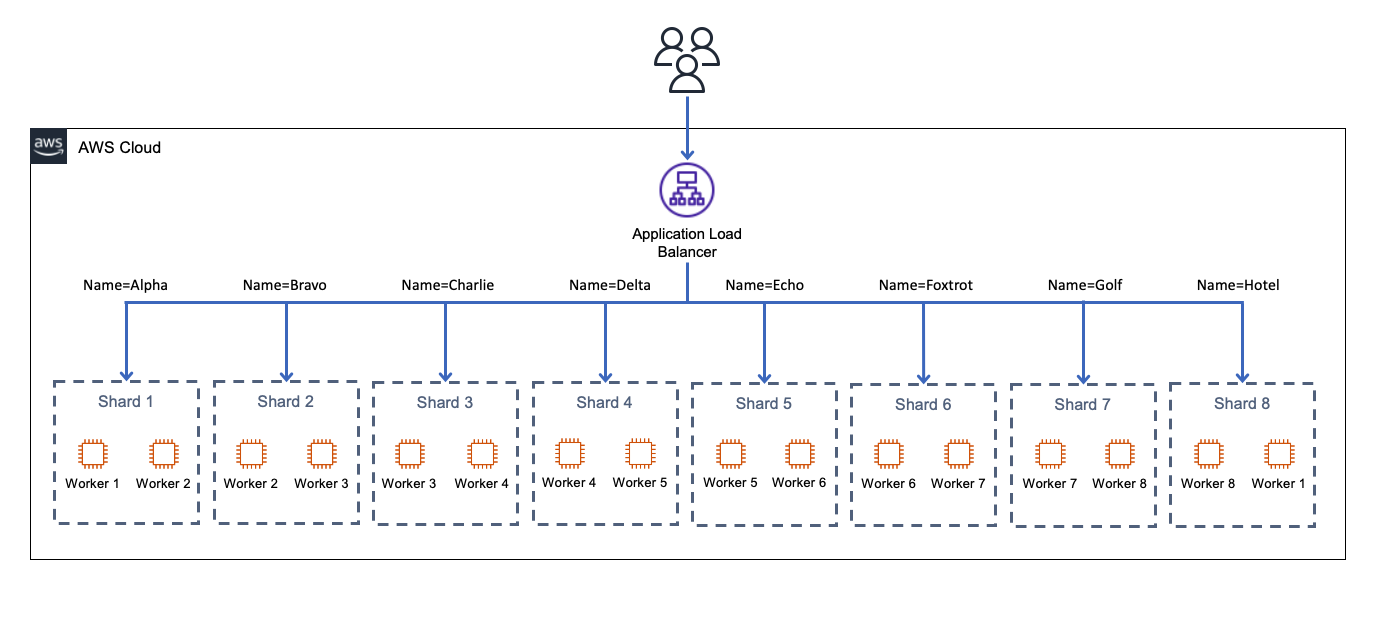 aws
AWS Cloud
Application Load
Balancer
Name=Alpha
Name=Bravo
Name=Charlie
Name=Delta
Name=Echo
Name=Foxtrot
Name=Golf
Name=Hotel
Shard 1
Worker 1
Worker 2
Shard 2
Worker 2
Worker 3
Shard 3
Worker 3
Worker 4
Shard 4
Worker 4
Worker 5
Shard 5
Worker 5
Worker 6
Shard 6
Worker 6
Worker 7
Shard 7
Worker 7
Worker 8
Shard 8
Worker 8
Worker 1